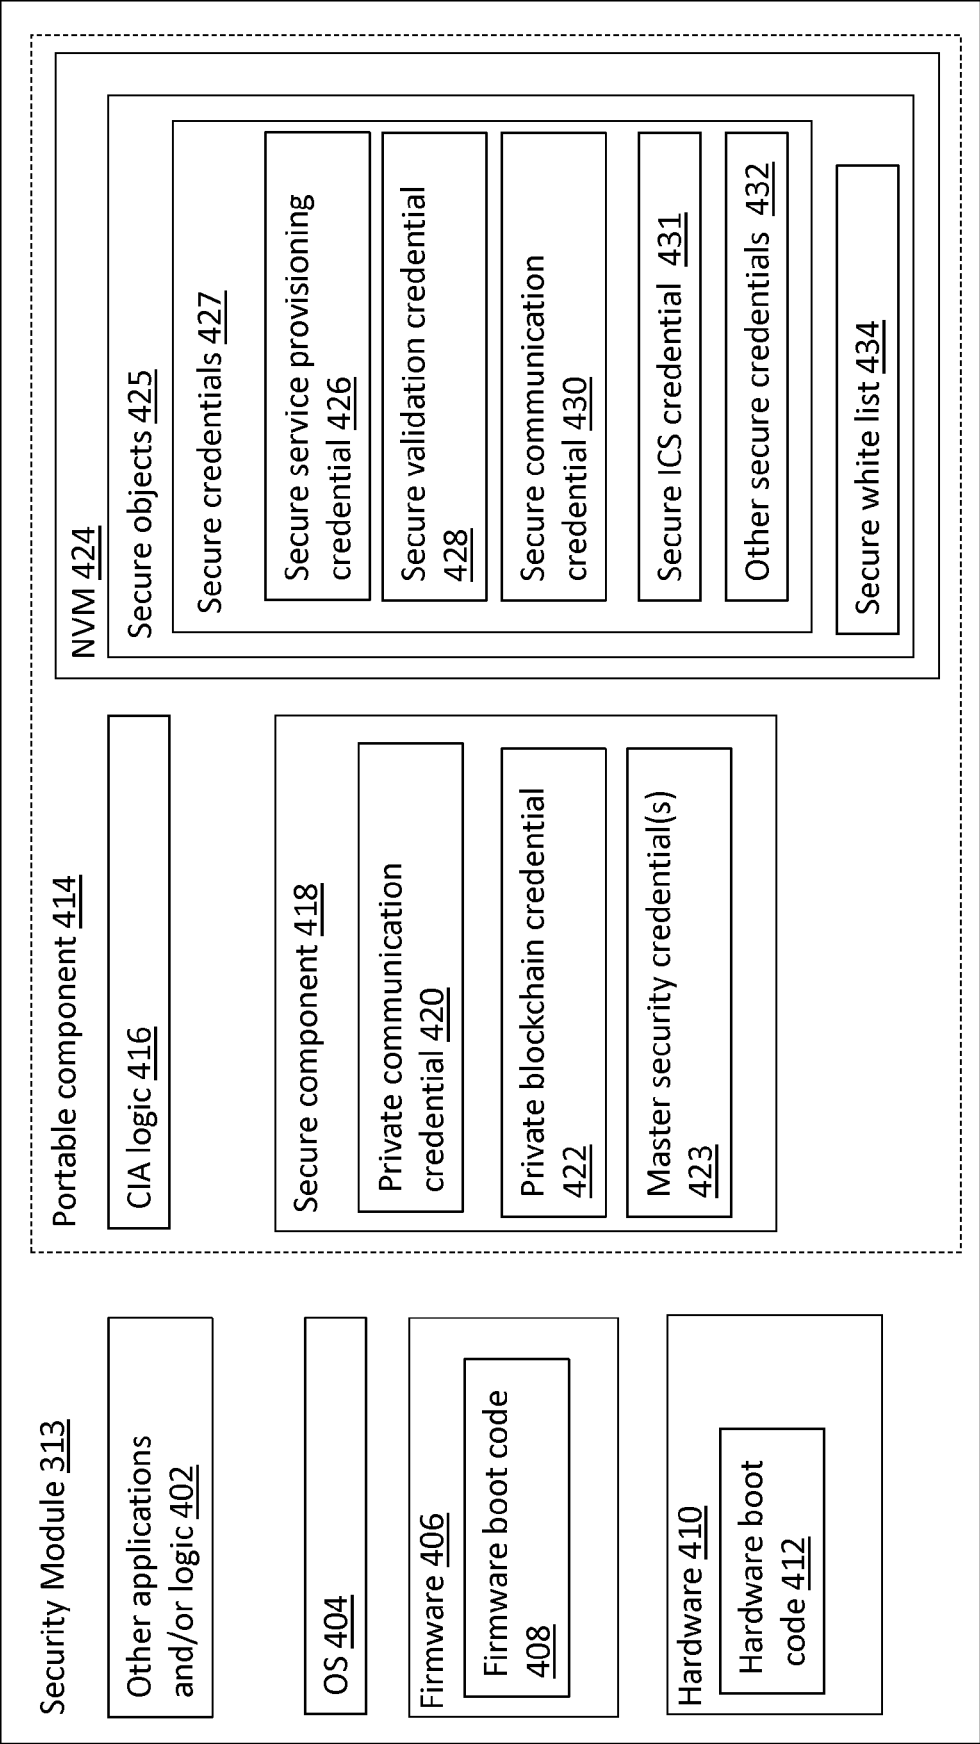 Security Module 313
Other applications
and/or logic 402
OS 404
Firmware 406
Firmware boot code
408
Hardware 410
Hardware boot
code 412
Portable component 414
CIA logic 416
Secure component 418
Private communication
credential 420
Private blockchain credential
422
Master security credential(s)
423
NVM 424
Secure objects 425
Secure credentials 427
Secure service provisioning
credential 426
Secure validation credential
428
Secure communication
credential 430
Secure ICS credential 431
Other secure credentials 432
Secure white list 434